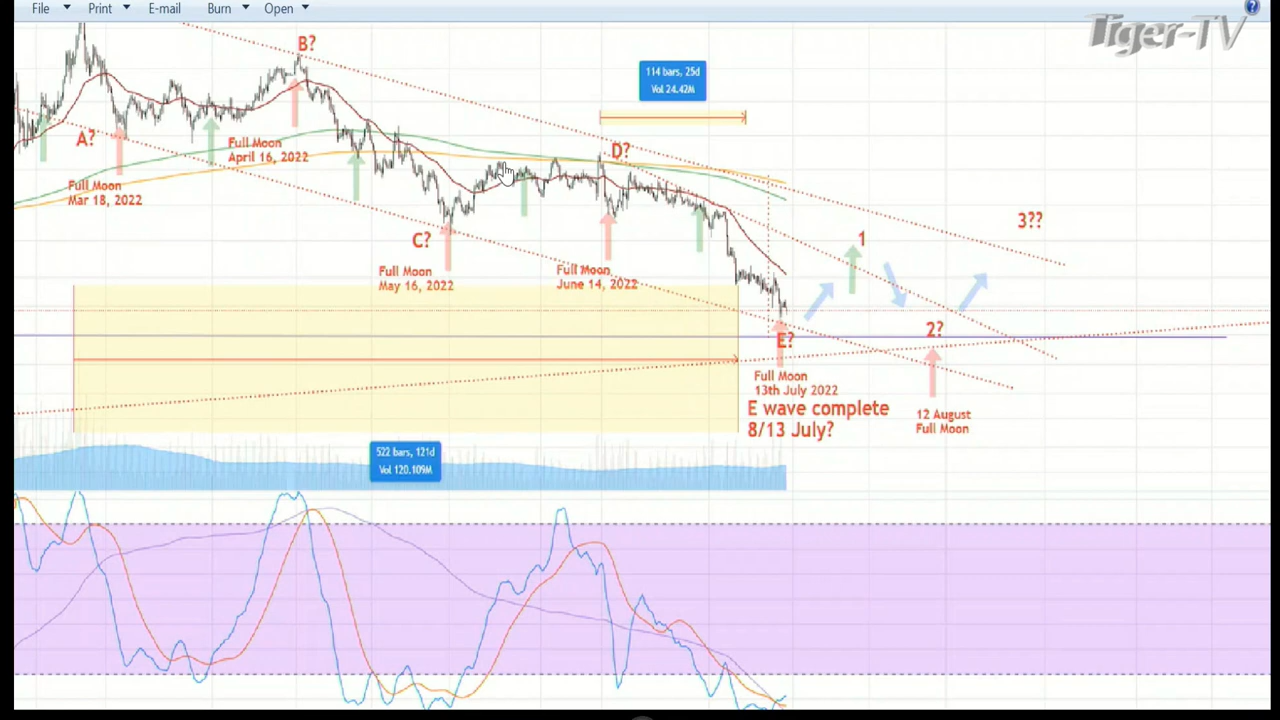 File Print E-mail Burn Open
Tiger-TV
B?
114 bars, 25d
Vol 24.42M
A?
Full Moon
April 16, 2022
D?
Full Moon
Mar 18, 2022
3??
C?
1
Full Moon
May 16, 2022
Full Moon
June 14, 2022
2?
E?
Full Moon
13th July 2022
E wave complete
8/13 July?
12 August
Full Moon
522 bars, 121d
Vol 120.109M